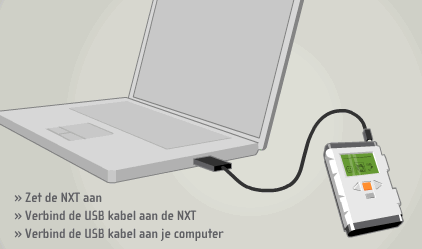 » Zet de NXT aan
» Verbind de USB kabel aan de NXT
» Verbind de USB kabel aan je computer